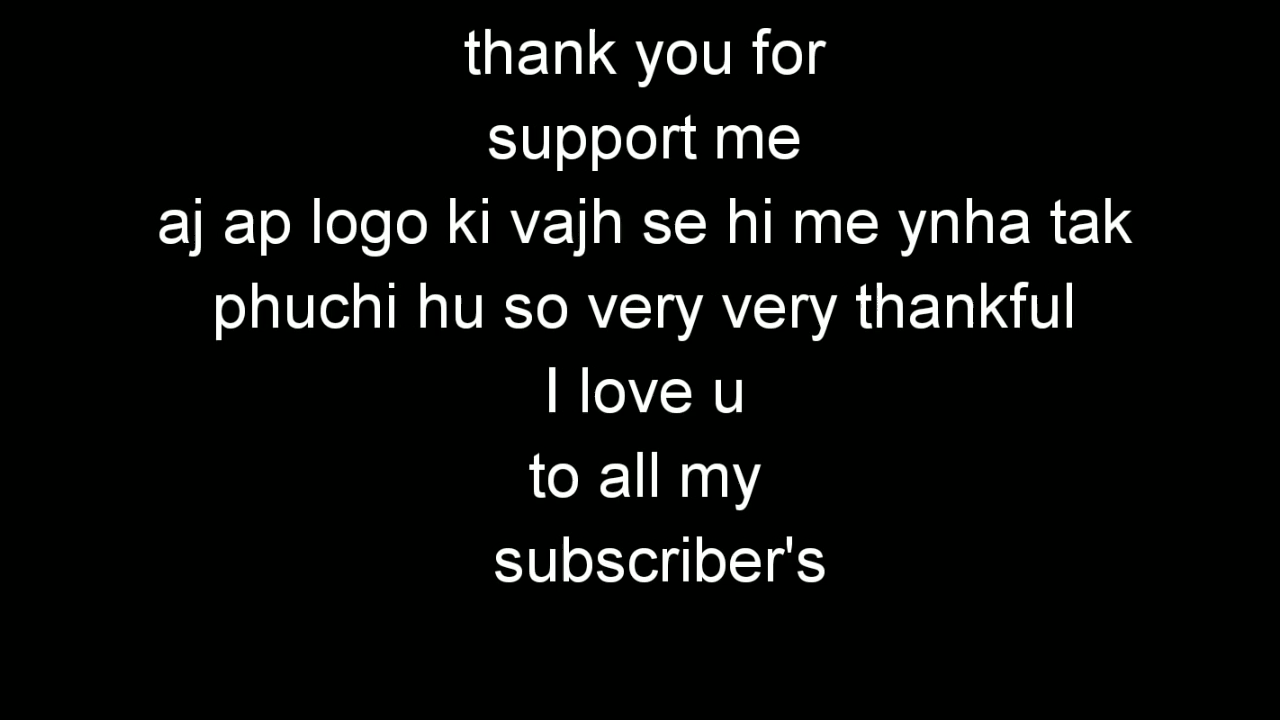 thank you for
support me
aj ap logo ki vajh se hi me ynha tak
phuchi hu so very very thankful
I love u
to all my
subscriber's